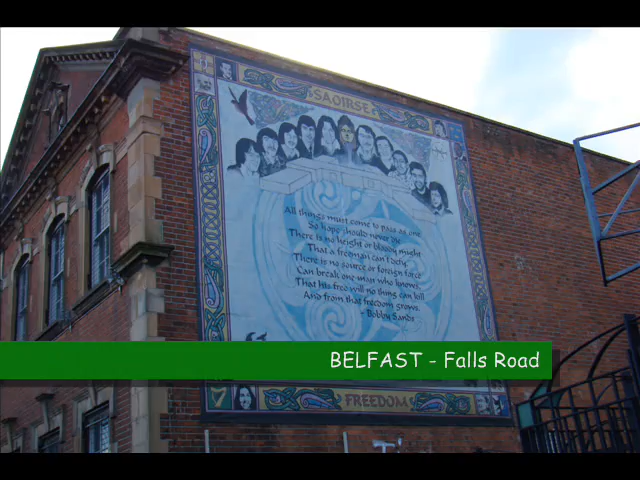 SAOIRSE
All things must come to pass as one
So hope should never die
There is no height or bloody might
That a freeman can't defy.
There is no source or foreign force
Can break one man who knows,
That his free will no thing can kill
And from that freedom grows.
- Bobby Sands
BELFAST - Falls Road
FREEDOM